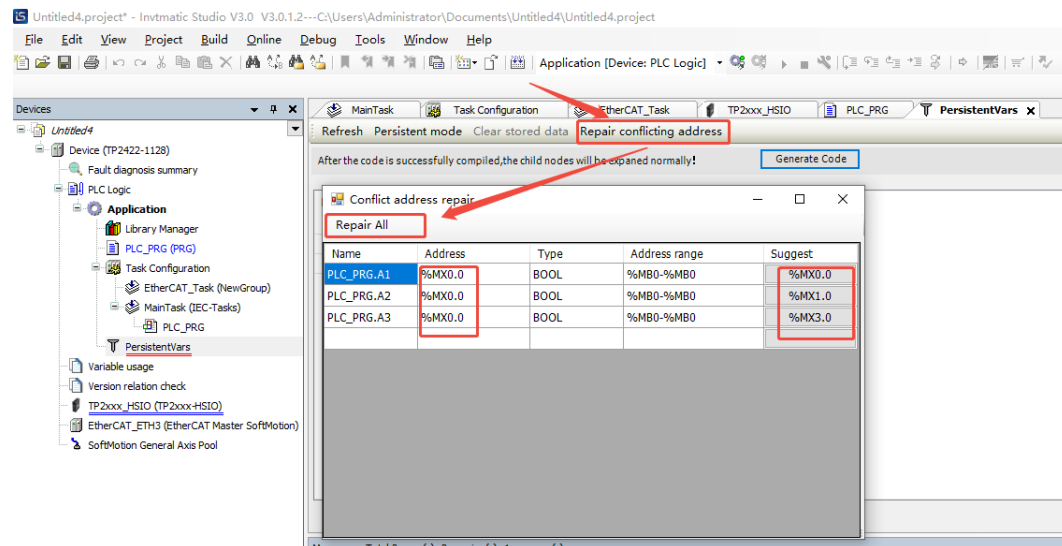 Untitled4.project* - Invtmatic Studio V3.0 V3.0.1.2---C:\Users\Administrator\Documents\Untitled4\Untitled4.project
File Edit View Project Build Online Debug Tools Window Help
Application [Device: PLC Logic]
Devices
Untitled4
Device (TP2422-1128)
Fault diagnosis summary
PLC Logic
Application
Library Manager
PLC_PRG (PRG)
Task Configuration
EtherCAT_Task (NewGroup)
MainTask (IEC-Tasks)
PLC_PRG
PersistentVars
Variable usage
Version relation check
TP2xxx_HSIO (TP2xxx-HSIO)
EtherCAT_ETH3 (EtherCAT Master SoftMotion)
SoftMotion General Axis Pool
MainTask Task Configuration EtherCAT_Task TP2xxx_HSIO PLC_PRG PersistentVars
Refresh Persistent mode Clear stored data Repair conflicting address
After the code is successfully compiled,the child nodes will be expaned normally! Generate Code
Conflict address repair
Repair All
Name Address Type Address range Suggest
PLC_PRG.A1 %MX0.0 BOOL %MB0-%MB0 %MX0.0
PLC_PRG.A2 %MX0.0 BOOL %MB0-%MB0 %MX1.0
PLC_PRG.A3 %MX0.0 BOOL %MB0-%MB0 %MX3.0